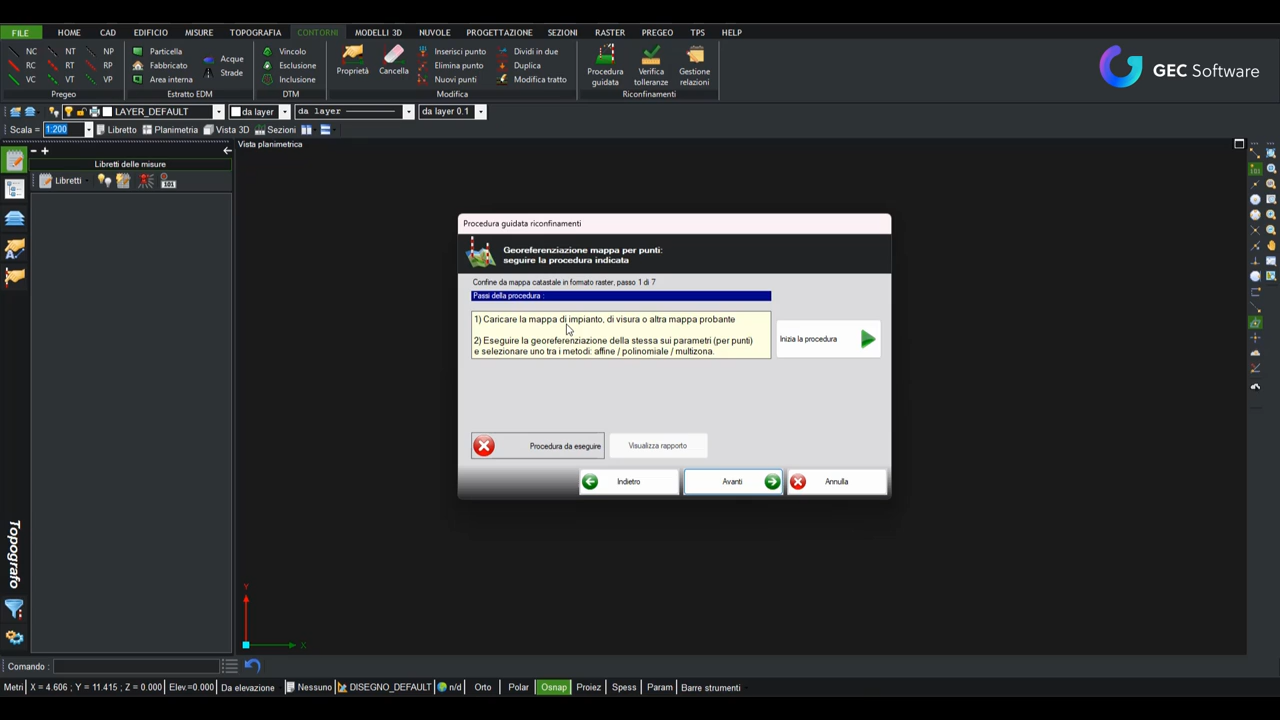 FILE HOME CAD EDIFICIO MISURE TOPOGRAFIA CONTORNI MODELLI 3D NUVOLE PROGETTAZIONE SEZIONI RASTER PREGEO TPS HELP
NC NT NP Particella Acque Vincolo Inserisci punto Dividi in due
RC RT RP Fabbricato Strade Esclusione Proprietà Cancella Elimina punto Duplica Procedura guidata Verifica tolleranze Gestione relazioni
VC VT VP Area interna Inclusione Nuovi punti Modifica tratto
Pregeo Estratto EDM DTM Modifica Riconfinamenti
GEC Software
LAYER_DEFAULT da layer da layer da layer 0.1
Scala = 1:200 Libretto Planimetria Vista 3D Sezioni
Vista planimetrica
Libretti delle misure
Libretti 101
101
Procedura guidata riconfinamenti
Georeferenziazione mappa per punti:
seguire la procedura indicata
Confine da mappa catastale in formato raster, passo 1 di 7
Passi della procedura :
1) Caricare la mappa di impianto, di visura o altra mappa probante
2) Eseguire la georeferenziazione della stessa sui parametri (per punti)
e selezionare uno tra i metodi: affine / polinomiale / multizona.
Inizia la procedura
Procedura da eseguire Visualizza rapporto
Indietro Avanti Annulla
Topografo
Y
X
Comando :
Metri X = 4.606 ; Y = 11.415 ; Z = 0.000 Elev.=0.000 Da elevazione Nessuno DISEGNO_DEFAULT n/d Orto Polar Osnap Proiez Spess Param Barre strumenti